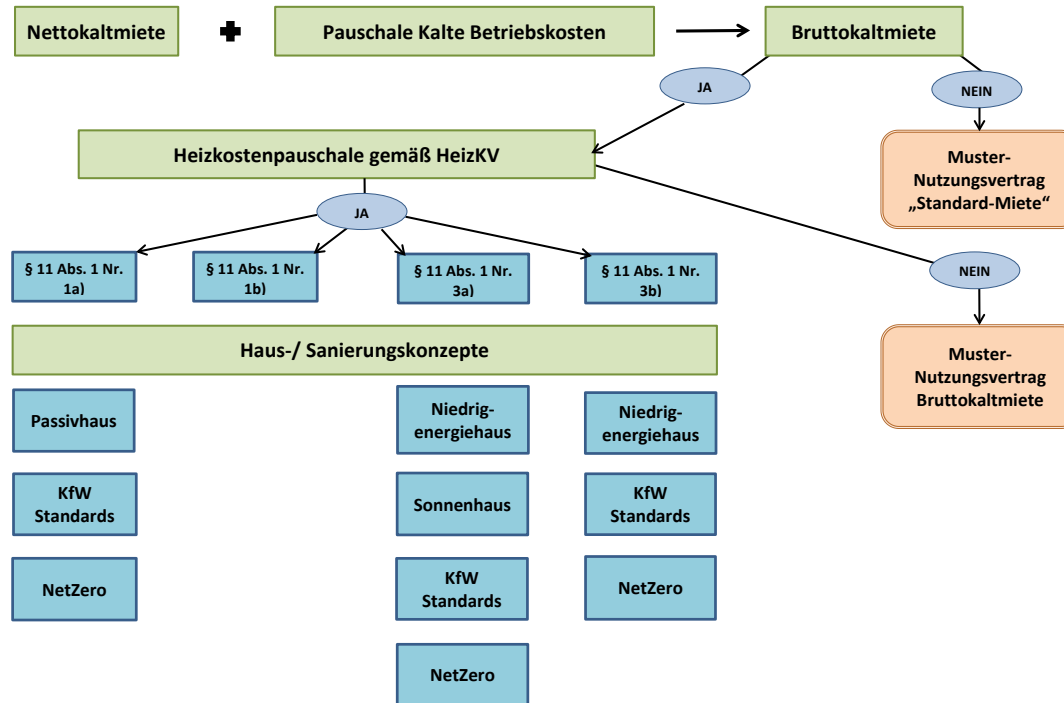 Nettokaltmiete
Pauschale Kalte Betriebskosten
Bruttokaltmiete
JA
NEIN
Heizkostenpauschale gemäß HeizKV
Muster-
Nutzungsvertrag
„Standard-Miete“
JA
§ 11 Abs. 1 Nr.
1a)
§ 11 Abs. 1 Nr.
1b)
§ 11 Abs. 1 Nr.
3a)
§ 11 Abs. 1 Nr.
3b)
NEIN
Haus-/ Sanierungskonzepte
Muster-
Nutzungsvertrag
Bruttokaltmiete
Passivhaus
Niedrig-
energiehaus
Niedrig-
energiehaus
KfW
Standards
Sonnenhaus
KfW
Standards
NetZero
KfW
Standards
NetZero
NetZero